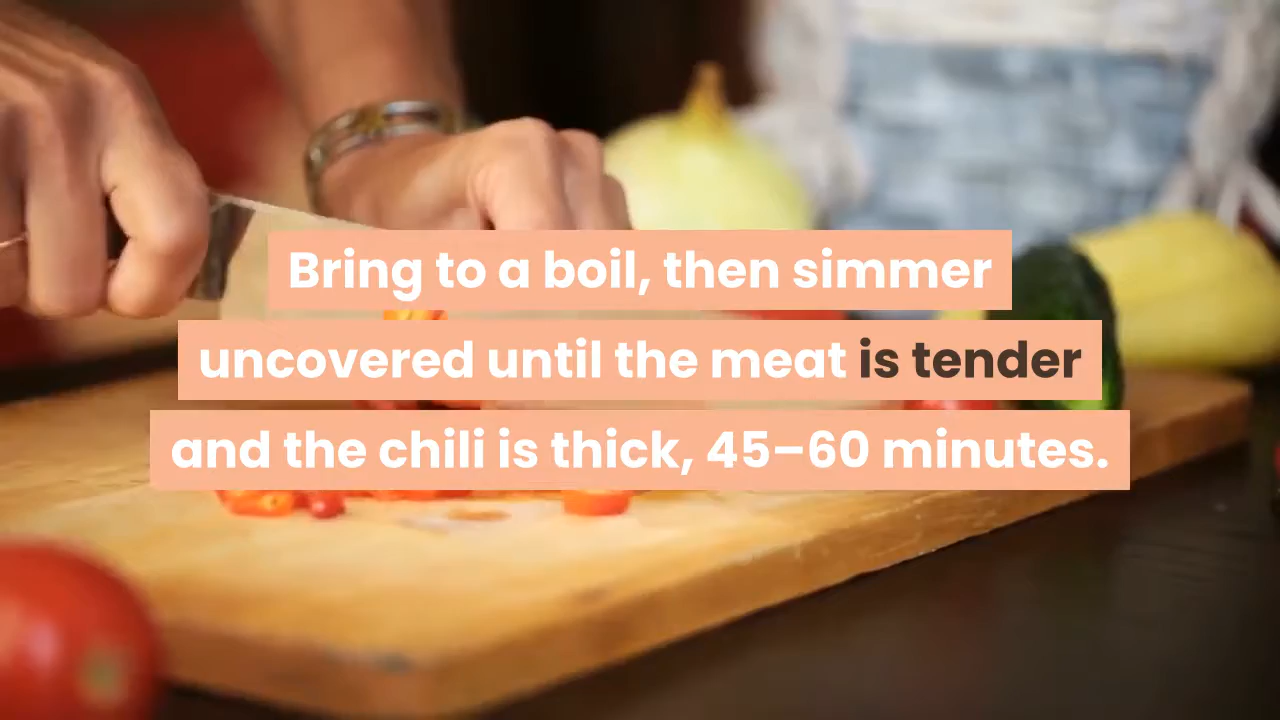 Bring to a boil, then simmer
uncovered until the meat is tender
and the chili is thick, 45–60 minutes.